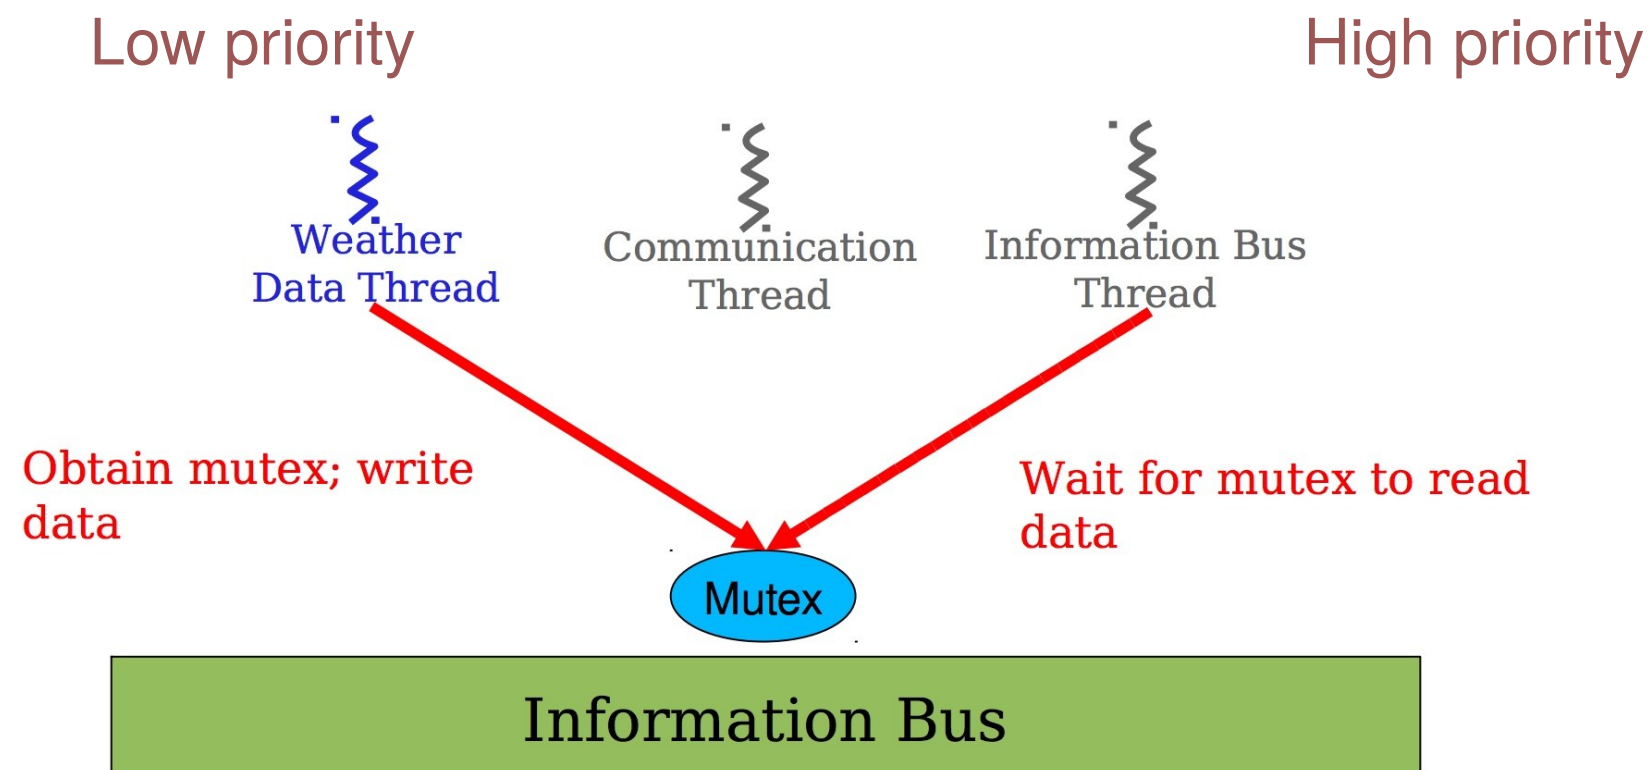 Low priority
High priority
Weather
Data Thread
Communication
Thread
Information Bus
Thread
Obtain mutex; write
data
Wait for mutex to read
data
Mutex
Information Bus